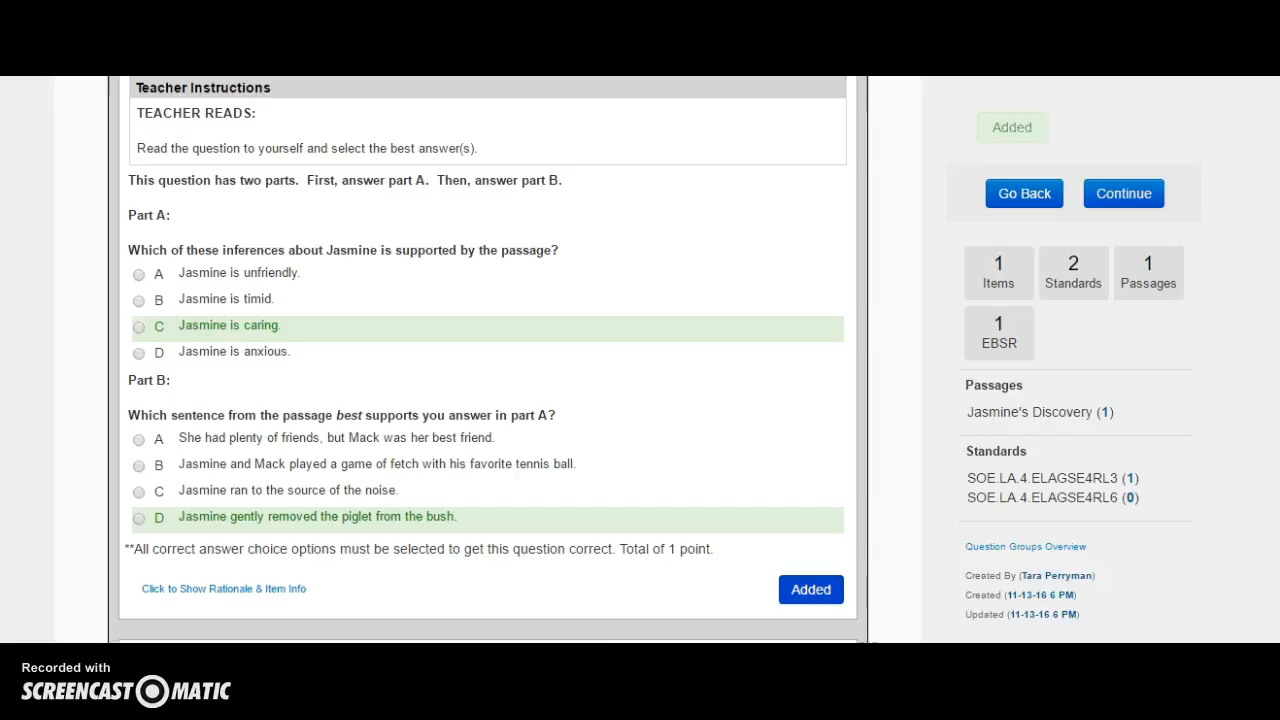 Teacher Instructions
TEACHER READS:
Read the question to yourself and select the best answer(s).
This question has two parts. First, answer part A. Then, answer part B.
Part A:
Which of these inferences about Jasmine is supported by the passage?
A Jasmine is unfriendly.
B Jasmine is timid.
C Jasmine is caring.
D Jasmine is anxious.
Part B:
Which sentence from the passage best supports you answer in part A?
A She had plenty of friends, but Mack was her best friend.
B Jasmine and Mack played a game of fetch with his favorite tennis ball.
C Jasmine ran to the source of the noise.
D Jasmine gently removed the piglet from the bush.
**All correct answer choice options must be selected to get this question correct. Total of 1 point.
Click to Show Rationale & Item Info
Added
Added
Go Back Continue
1 2 1
Items Standards Passages
1
EBSR
Passages
Jasmine's Discovery (1)
Standards
SOE.LA.4.ELAGSE4RL3 (1)
SOE.LA.4.ELAGSE4RL6 (0)
Question Groups Overview
Created By (Tara Perryman)
Created (11-13-16 6 PM)
Updated (11-13-16 6 PM)
Recorded with
SCREENCAST-O-MATIC